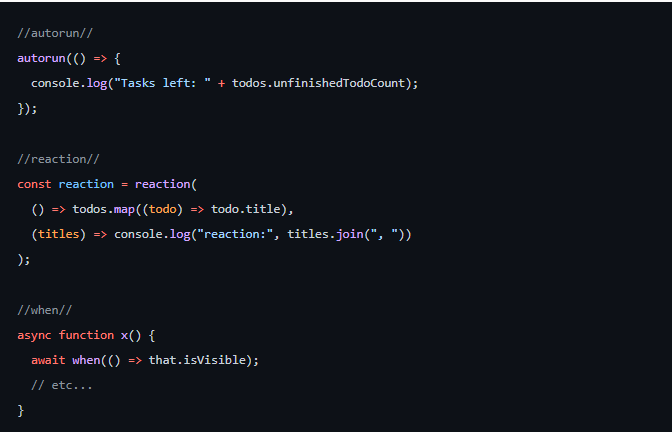 //autorun//
autorun(() => {
  console.log("Tasks left: " + todos.unfinishedTodoCount);
});
//reaction//
const reaction = reaction(
  () => todos.map((todo) => todo.title),
  (titles) => console.log("reaction:", titles.join(", "))
);
//when//
async function x() {
  await when(() => that.isVisible);
  // etc...
}